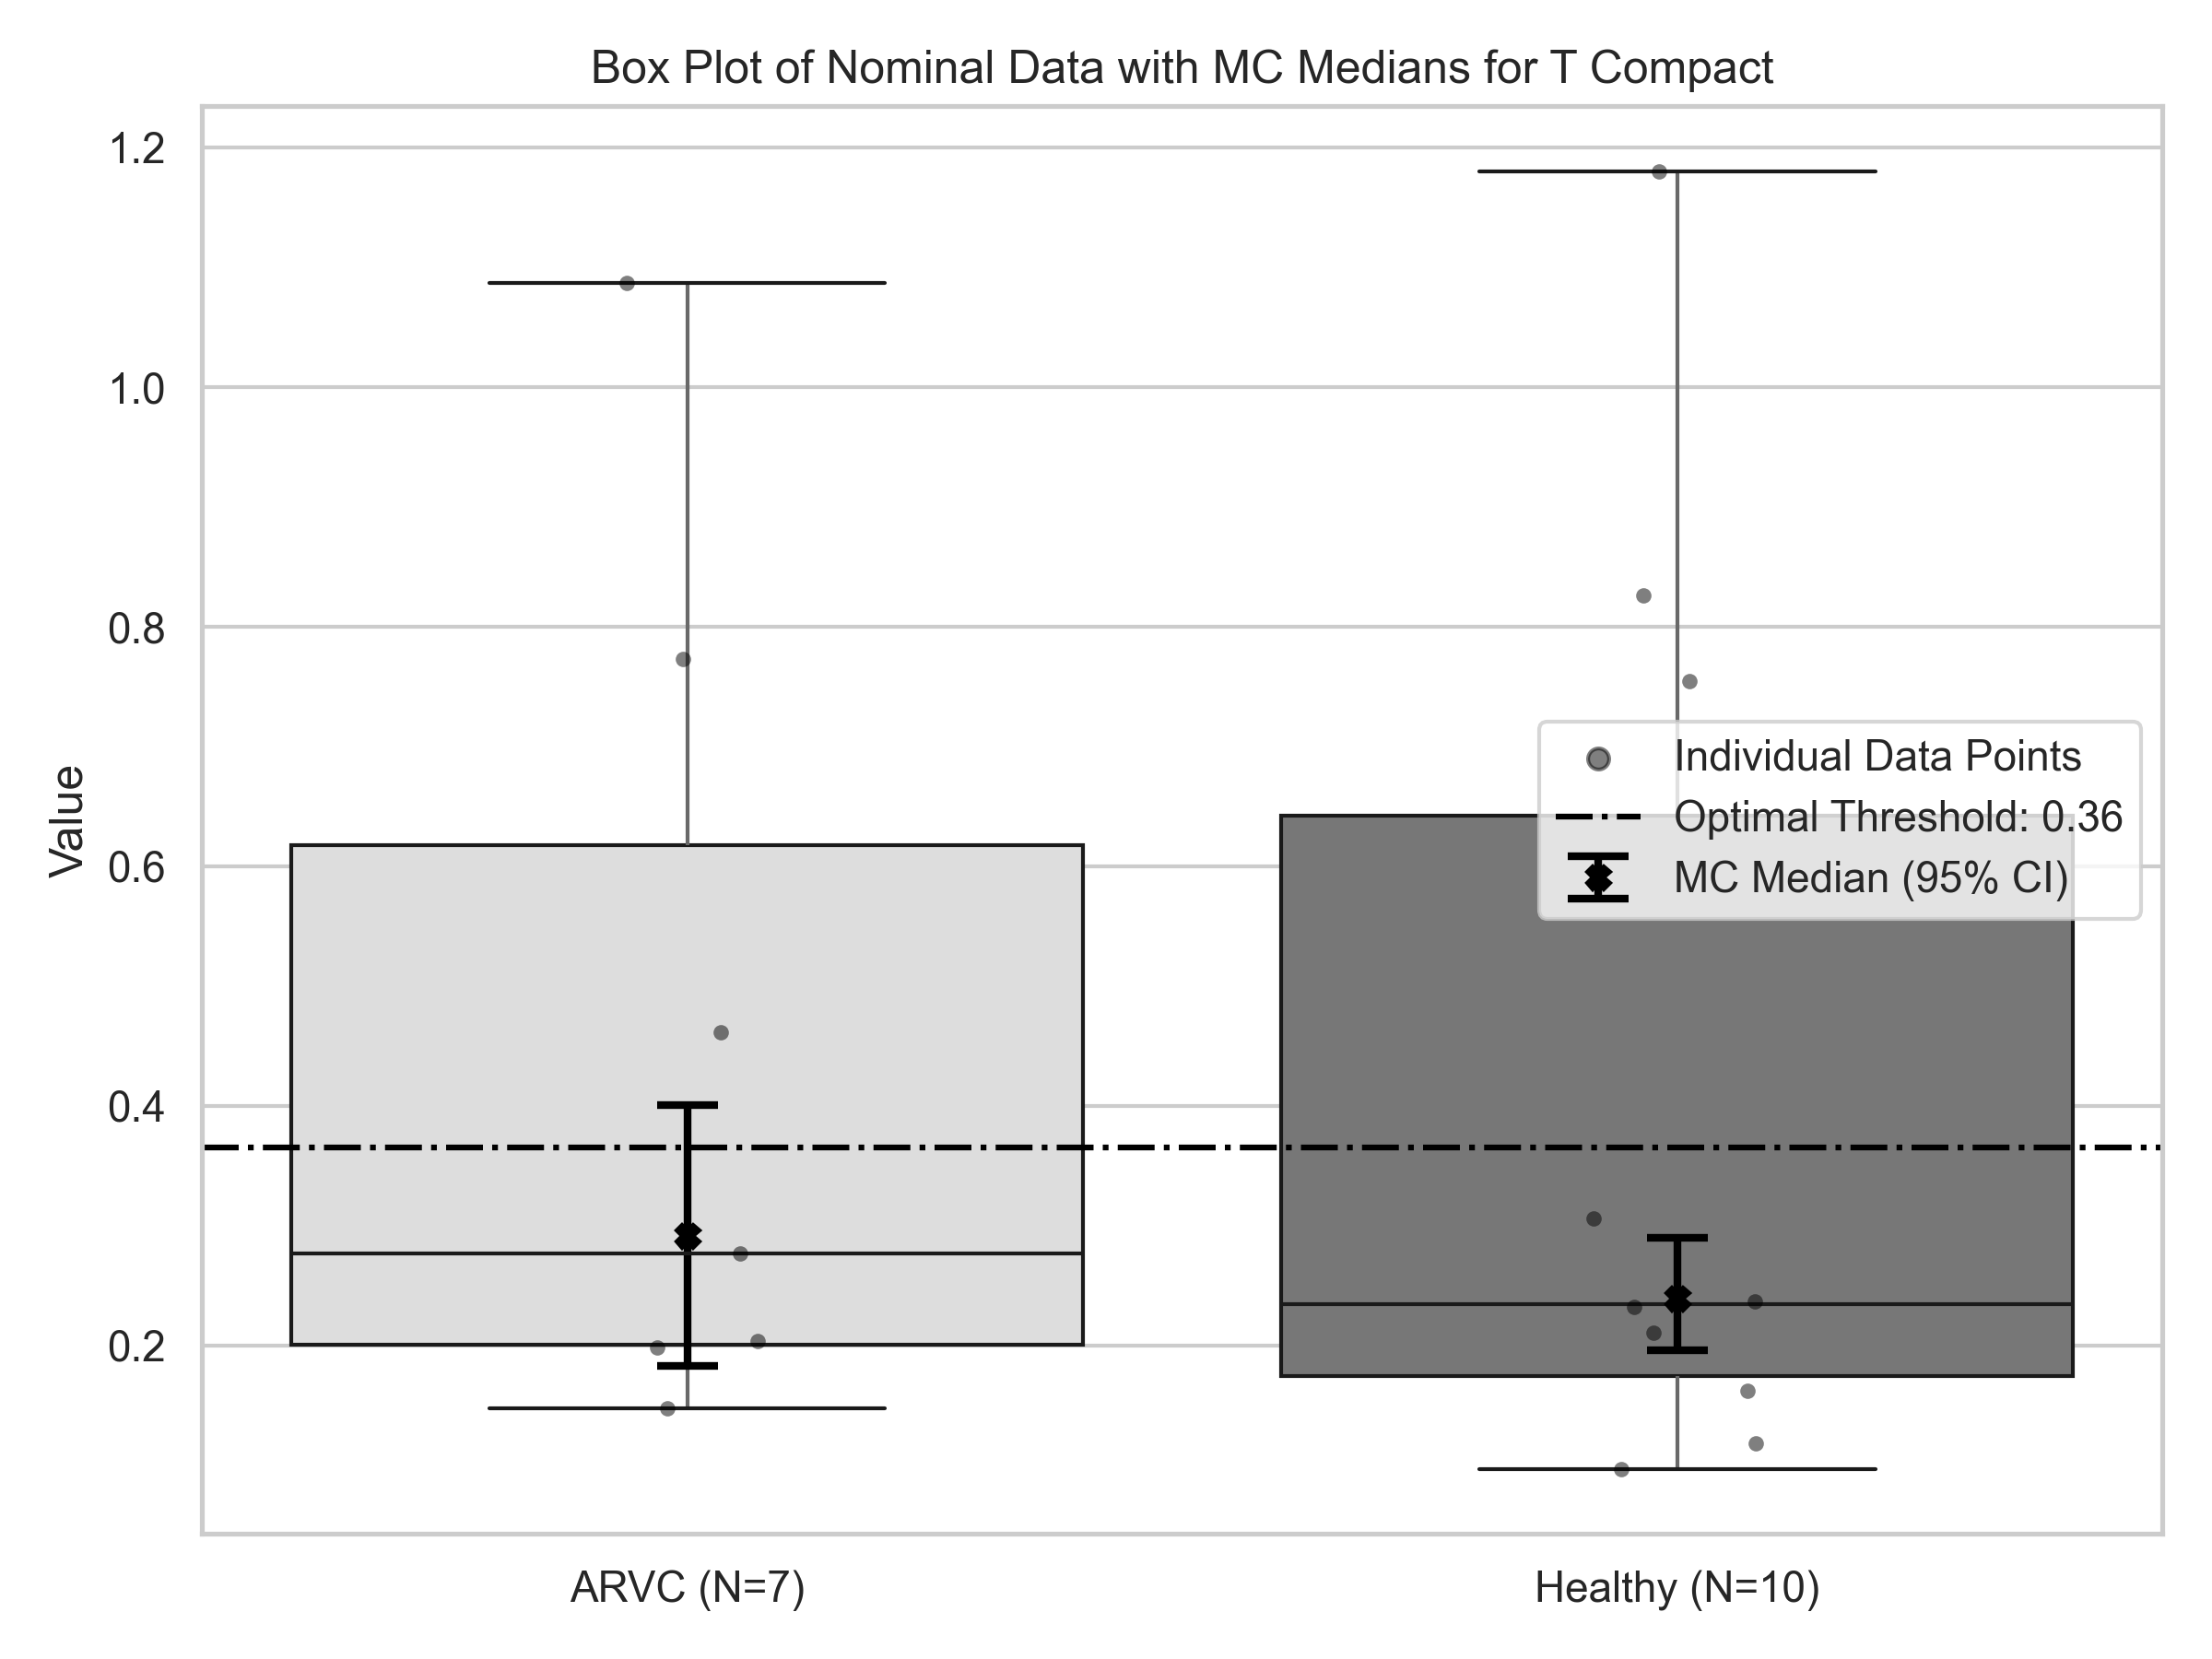 Box Plot of Nominal Data with MC Medians for T Compact
1.2
1.0
0.8
0.6
0.4
0.2
Value
Individual Data Points
Optimal Threshold: 0.36
MC Median (95% CI)
ARVC (N=7)
Healthy (N=10)